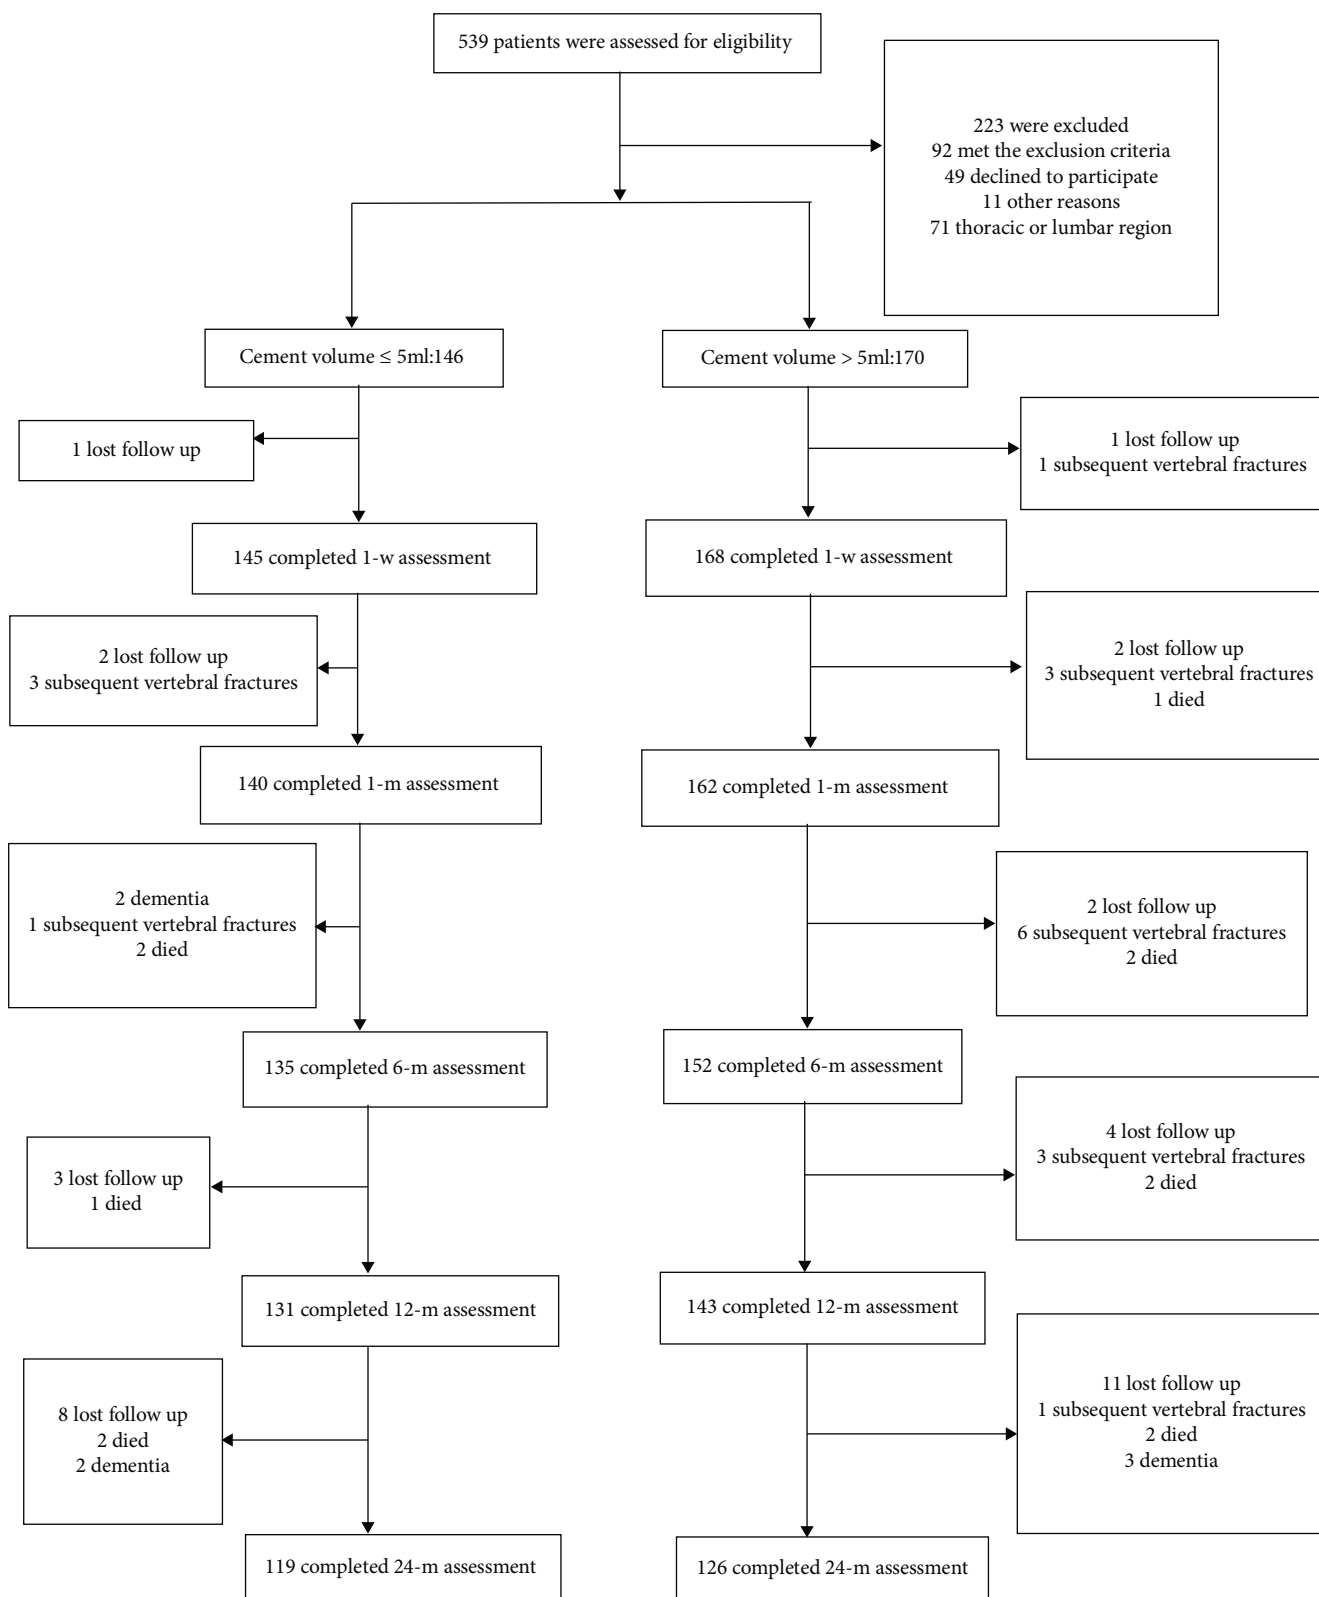 539 patients were assessed for eligibility
223 were excluded
92 met the exclusion criteria
49 declined to participate
11 other reasons
71 thoracic or lumbar region
Cement volume ≤ 5ml:146
Cement volume > 5ml:170
1 lost follow up
1 lost follow up
1 subsequent vertebral fractures
145 completed 1-w assessment
168 completed 1-w assessment
2 lost follow up
3 subsequent vertebral fractures
2 lost follow up
3 subsequent vertebral fractures
1 died
140 completed 1-m assessment
162 completed 1-m assessment
2 dementia
1 subsequent vertebral fractures
2 died
2 lost follow up
6 subsequent vertebral fractures
2 died
135 completed 6-m assessment
152 completed 6-m assessment
3 lost follow up
1 died
4 lost follow up
3 subsequent vertebral fractures
2 died
131 completed 12-m assessment
143 completed 12-m assessment
8 lost follow up
2 died
2 dementia
11 lost follow up
1 subsequent vertebral fractures
2 died
3 dementia
119 completed 24-m assessment
126 completed 24-m assessment